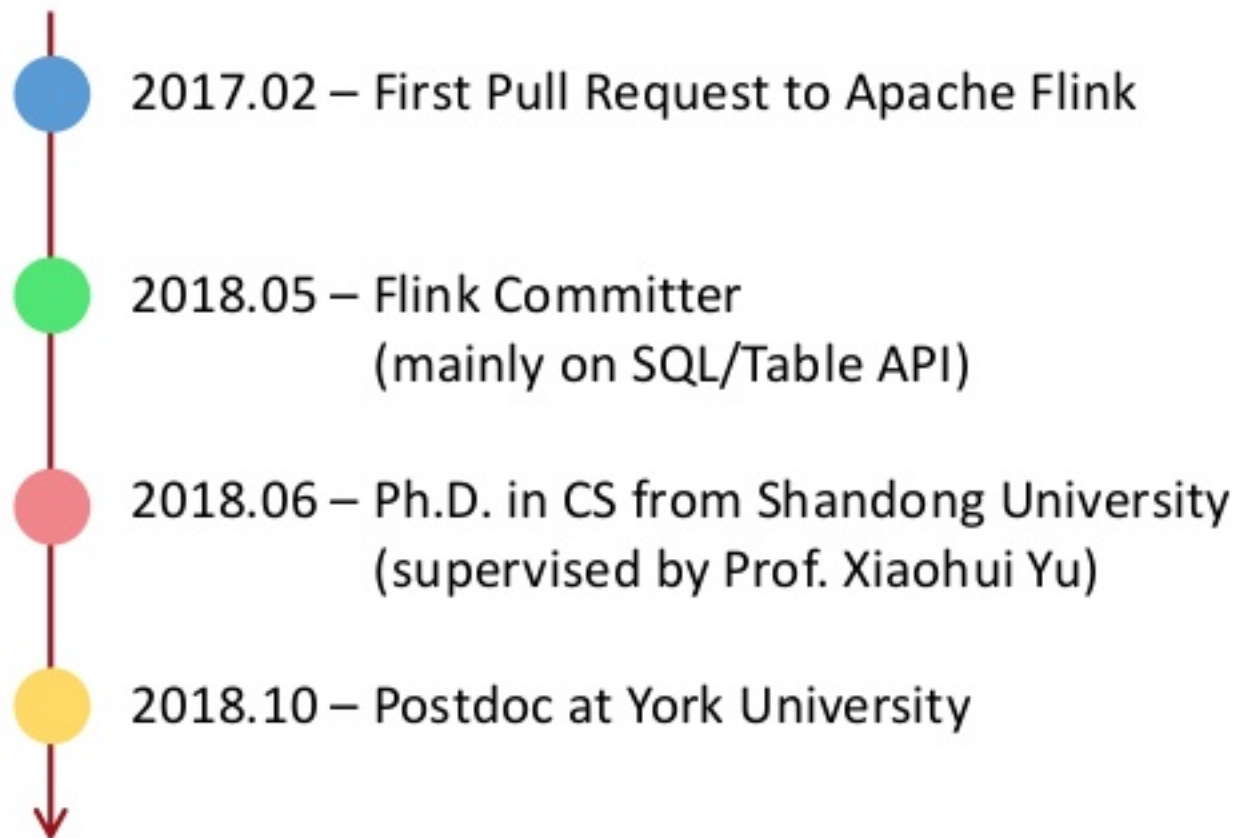 2017.02 – First Pull Request to Apache Flink
2018.05 – Flink Committer
(mainly on SQL/Table API)
2018.06 – Ph.D. in CS from Shandong University
(supervised by Prof. Xiaohui Yu)
2018.10 – Postdoc at York University